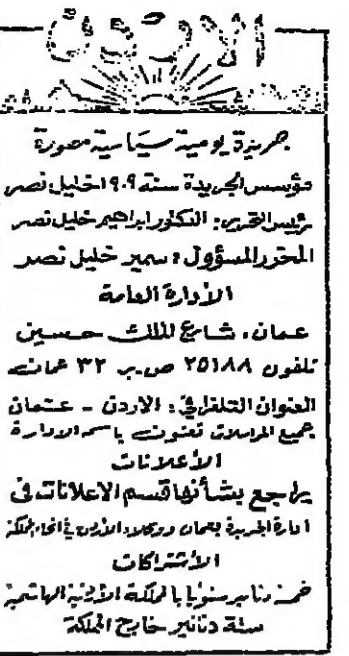 الاردن
جريدة يومية سياسية مصورة
مؤسس الجريدة سنة ١٩٠٩ خليل نصر
رئيس التحرير: الدكتور ابراهيم خليل نصر
المحرر المسؤول: سمير خليل نصر
الأدارة العامة
عمان، شارع الملك حسين
تلفون ٢٥١٨٨ ص.ب ٣٢ عمان
العنوان التلغرافي: الاردن - عمان
جميع المراسلات تعنون باسم الادارة
الأعلانات
يراجع بشأنها قسم الاعلانات في
ادارة الجريدة بعمان ووكلاء الأردن في انحاء المملكة
الأشتراكات
خمسة دنانير سنويا بالمملكة الأردنية الهاشمية
ستة دنانير خارج المملكة